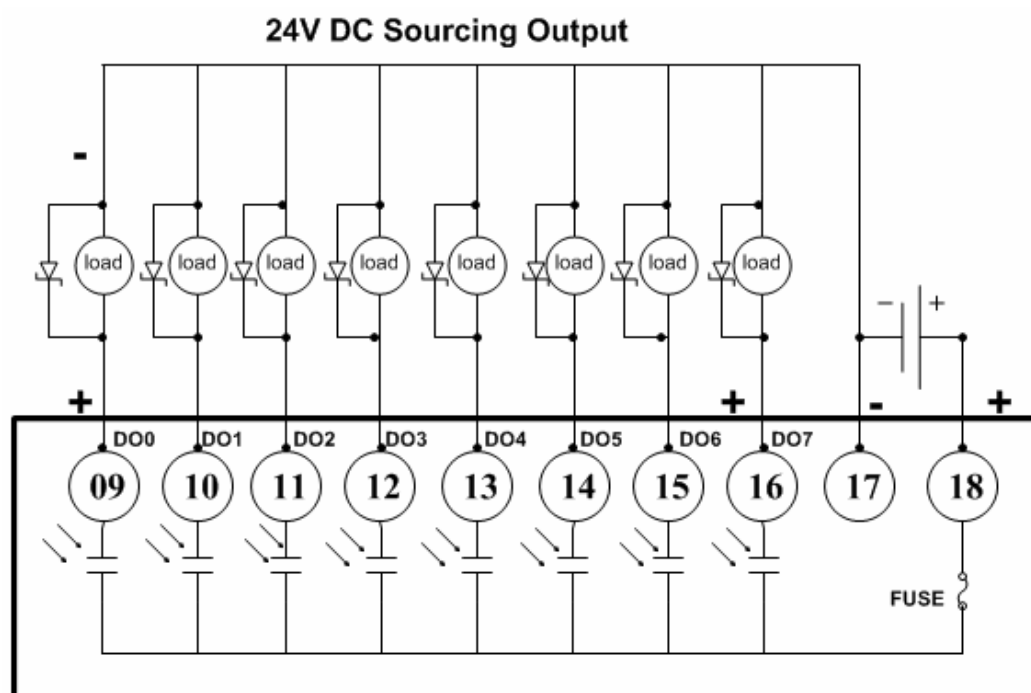 24V DC Sourcing Output
-
load load load load load load load load
− +
+ + - +
DO0 DO1 DO2 DO3 DO4 DO5 DO6 DO7
09 10 11 12 13 14 15 16 17 18
FUSE